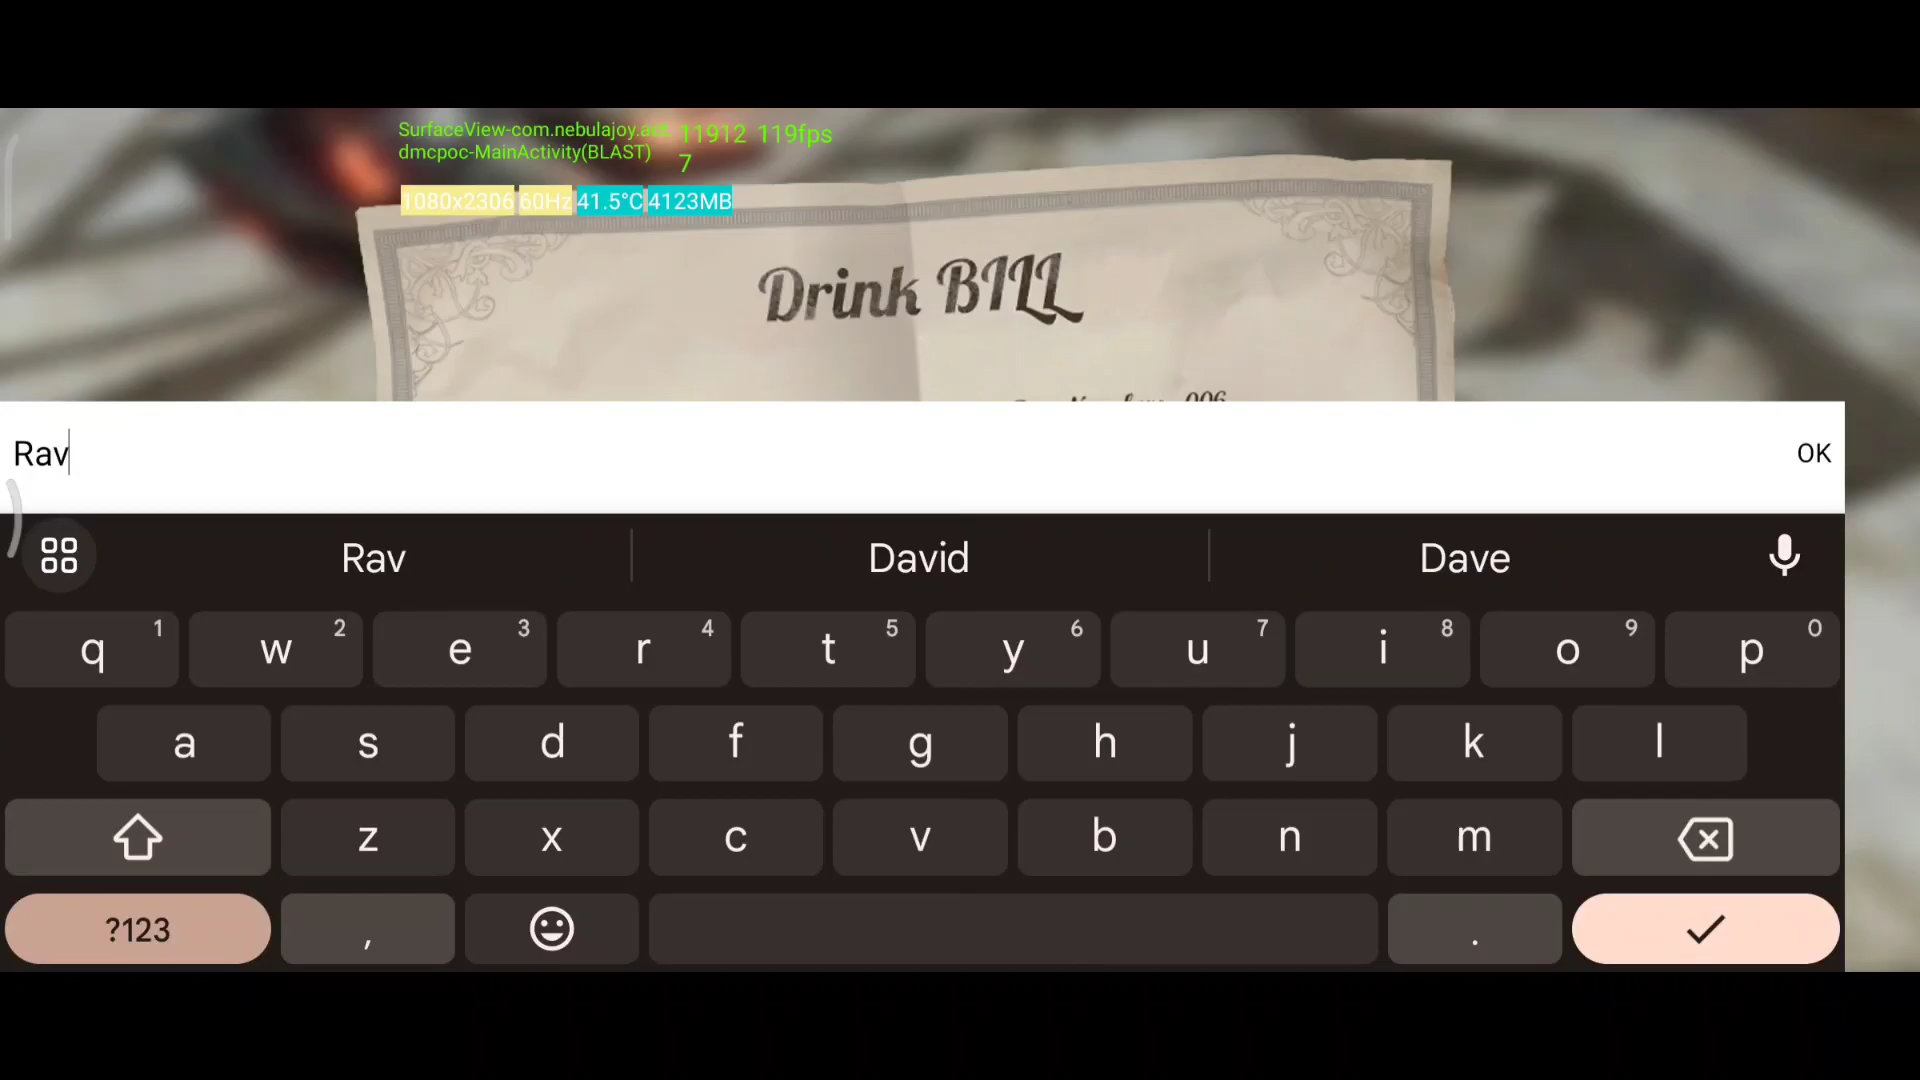 SurfaceView-com.nebulajoy.act 11912 119fps
dmcpoc-MainActivity(BLAST) 7
1080x2306 60Hz 41.5°C 4123MB
Drink BILL
006
Rav OK
Rav David Dave
q 1 w 2 e 3 r 4 t 5 y 6 u 7 i 8 o 9 p 0
a s d f g h j k l
z x c v b n m
?123 , .